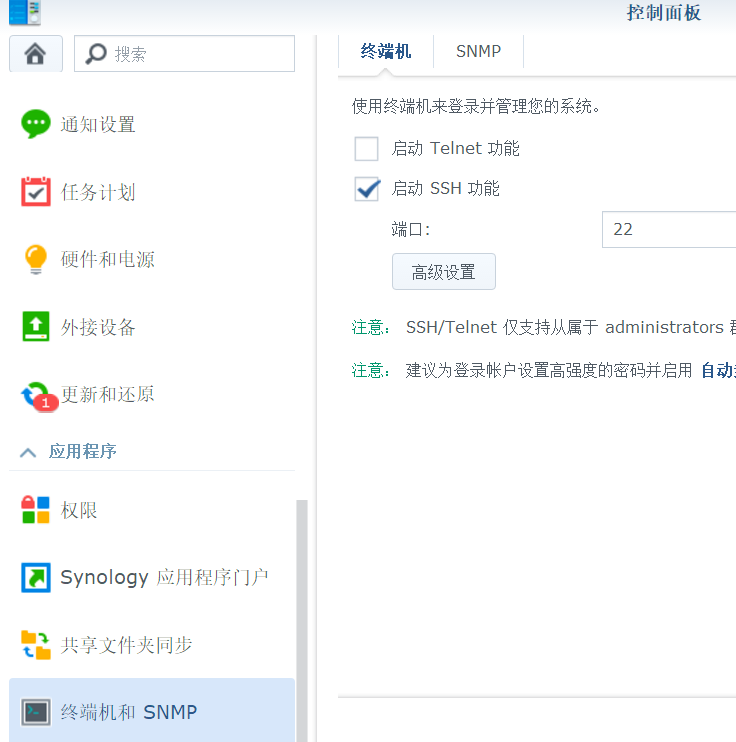 控制面板
搜索
通知设置
任务计划
硬件和电源
外接设备
1
更新和还原
应用程序
权限
Synology 应用程序门户
共享文件夹同步
终端机和 SNMP
终端机
SNMP
使用终端机来登录并管理您的系统。
启动 Telnet 功能
启动 SSH 功能
端口：
22
高级设置
注意： SSH/Telnet 仅支持从属于 administrators
注意： 建议为登录帐户设置高强度的密码并启用 自动